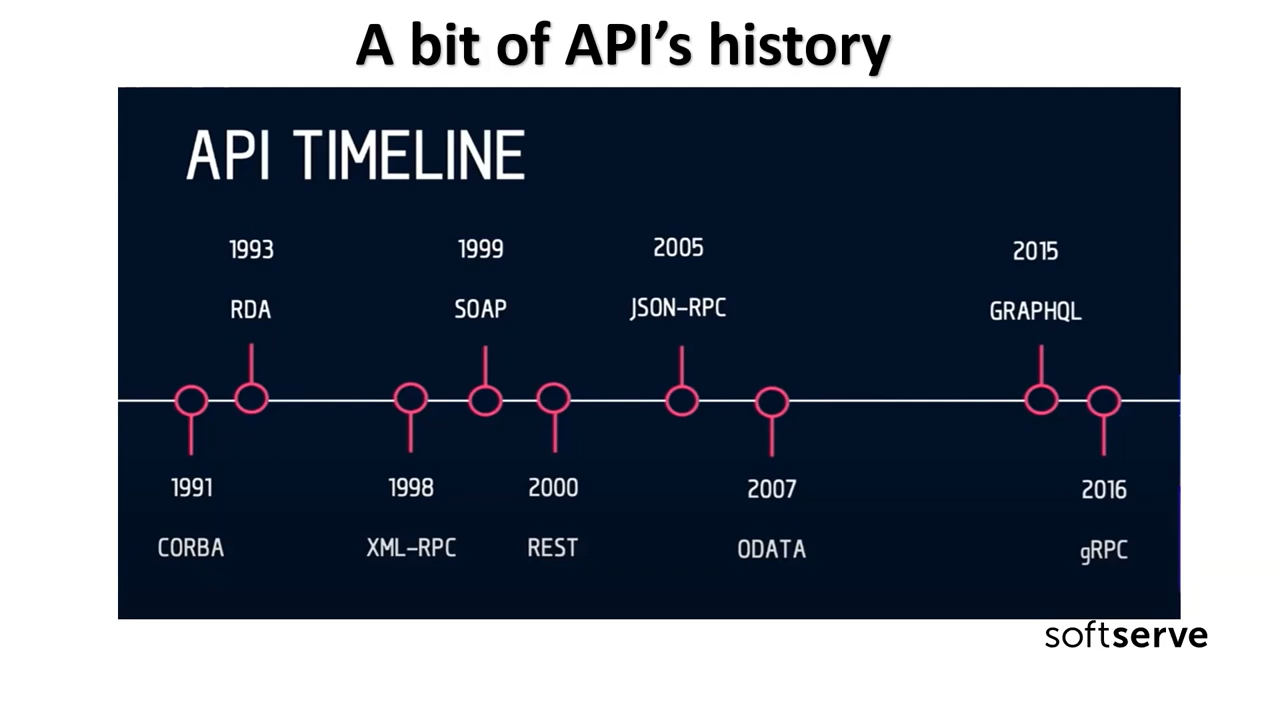 A bit of API’s history
API TIMELINE
1993
RDA
1999
SOAP
2005
JSON-RPC
2015
GRAPHQL
1991
CORBA
1998
XML-RPC
2000
REST
2007
ODATA
2016
gRPC
softserve